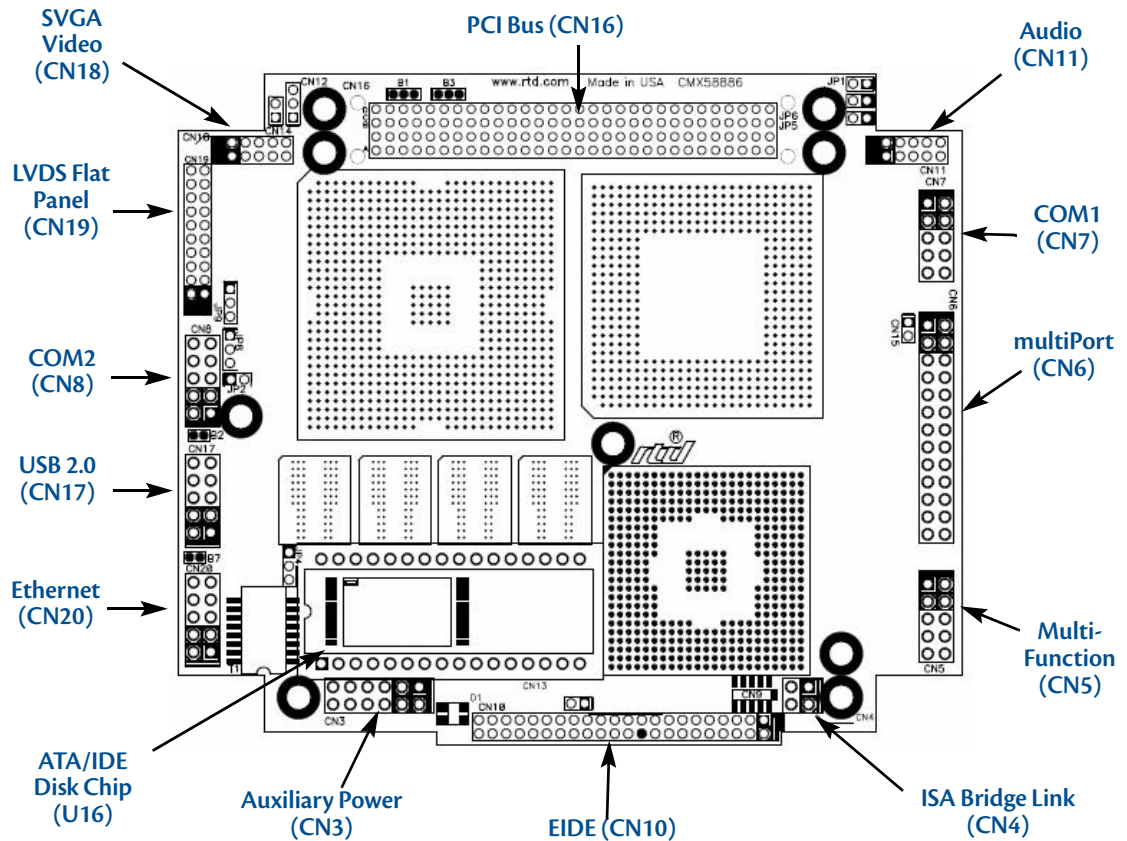 SVGA
Video
(CN18)
PCI Bus (CN16)
Audio
(CN11)
CN12
CN16
B1
B3
www.rtd.com Made in USA CMX58886
JP1
JP6
JP5
CN18
CN14
CN11
CN19
LVDS Flat
Panel
(CN19)
CN7
COM1
(CN7)
JP9
CN6
CN8
JP8
CN15
COM2
(CN8)
multiPort
(CN6)
JP2
B2
CN17
rtd ®
USB 2.0
(CN17)
B7
CN20
JP4
Ethernet
(CN20)
Multi-
Function
(CN5)
CN5
CN13
CN3
D1
CN10
CN9
CN4
ATA/IDE
Disk Chip
(U16)
Auxiliary Power
(CN3)
EIDE (CN10)
ISA Bridge Link
(CN4)